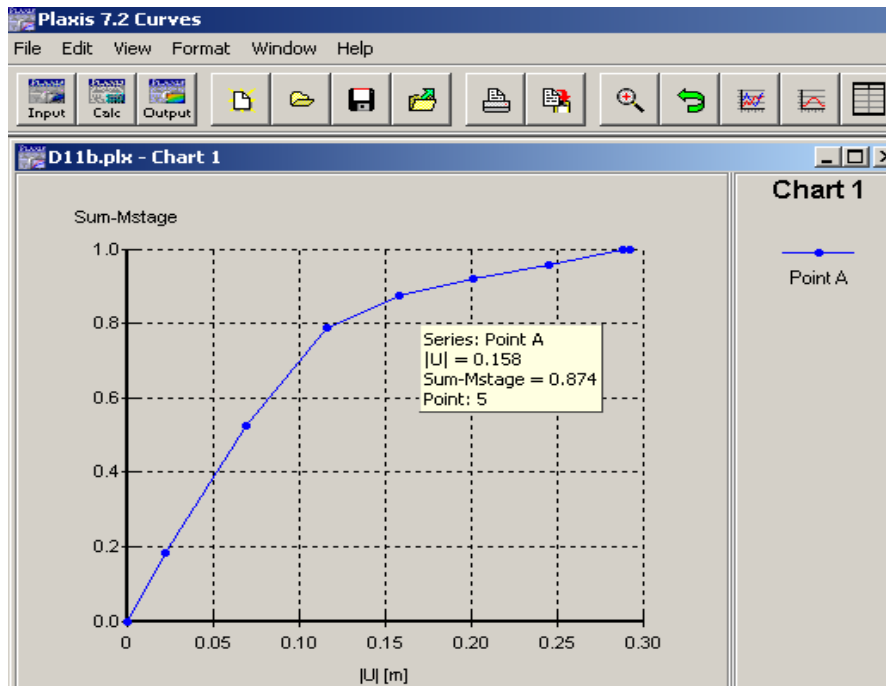 Plaxis 7.2 Curves
File Edit View Format Window Help
Input Calc Output
D11b.plx - Chart 1
Chart 1
Sum-Mstage
Point A
1.0
0.8
0.6
0.4
0.2
0.0
Series: Point A
|U| = 0.158
Sum-Mstage = 0.874
Point: 5
0 0.05 0.10 0.15 0.20 0.25 0.30
|U| [m]